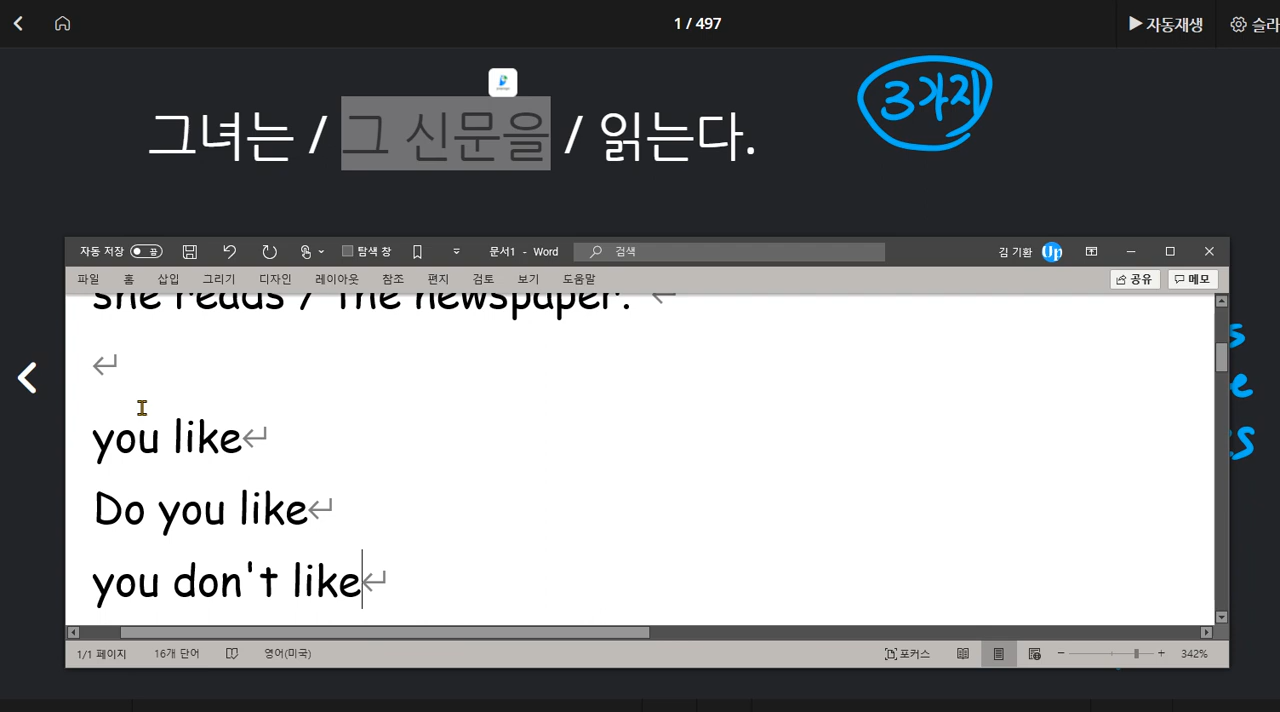 1 / 497
▶ 자동재생
슬라
3가지
그녀는 / 그 신문을 / 읽는다.
자동 저장
끔
탐색 창
문서1 - Word
검색
김 기환
Up
파일 홈 삽입 그리기 디자인 레이아웃 참조 편지 검토 보기 도움말
공유
메모
she reads / the newspaper.
you like
Do you like
you don't like
s
e
s
1/1 페이지
16개 단어
영어(미국)
포커스
342%